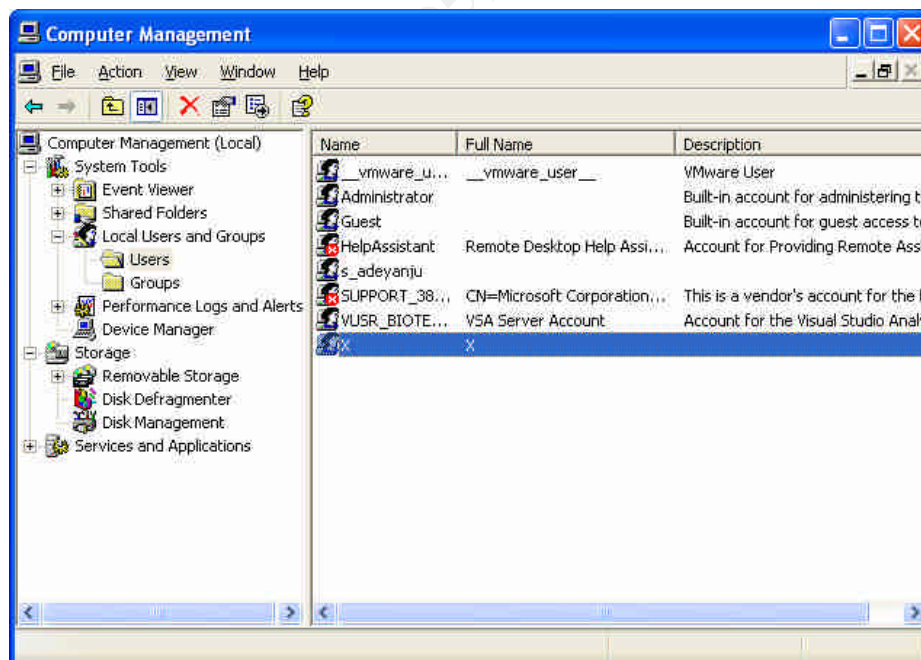 Computer Management
File Action View Window Help
Computer Management (Local)
System Tools
Event Viewer
Shared Folders
Local Users and Groups
Users
Groups
Performance Logs and Alerts
Device Manager
Storage
Removable Storage
Disk Defragmenter
Disk Management
Services and Applications
Name Full Name Description
__vmware_u... __vmware_user__ VMware User
Administrator Built-in account for administering t
Guest Built-in account for guest access t
HelpAssistant Remote Desktop Help Assi... Account for Providing Remote Ass
s_adeyanju
SUPPORT_38... CN=Microsoft Corporation... This is a vendor's account for the
VUSR_BIOTE... VSA Server Account Account for the Visual Studio Anal
X X